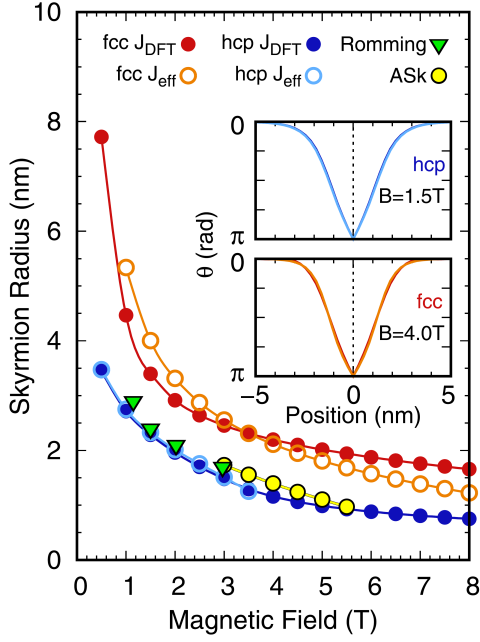 10
8
6
4
2
0
Skyrmion Radius (nm)
fcc J_DFT
hcp J_DFT
Romming
fcc J_eff
hcp J_eff
ASk
0
π
hcp
B=1.5T
θ (rad)
0
π
fcc
B=4.0T
−5 0 5
Position (nm)
0 1 2 3 4 5 6 7 8
Magnetic Field (T)